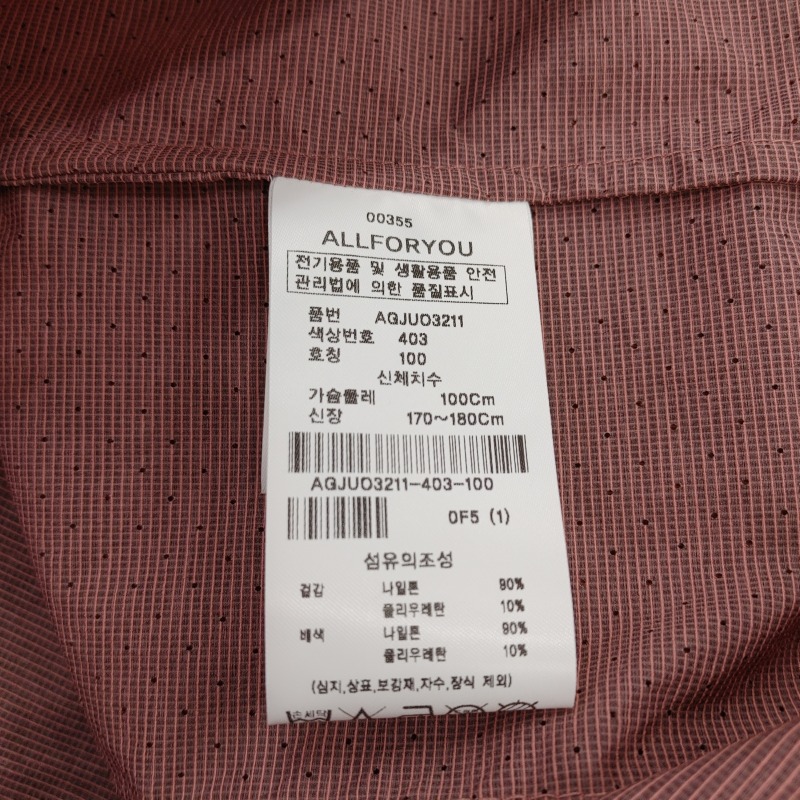 00355
ALLFORYOU
전기용품 및 생활용품 안전
관리법에 의한 품질표시
품번 AGJUO3211
색상번호 403
호칭 100
신체치수
가슴둘레 100Cm
신장 170~180Cm
AGJUO3211-403-100
0F5 (1)
섬유의조성
겉감 나일론 90%
폴리우레탄 10%
배색 나일론 90%
폴리우레탄 10%
(심지,상표,보강재,자수,장식 제외)
손세탁